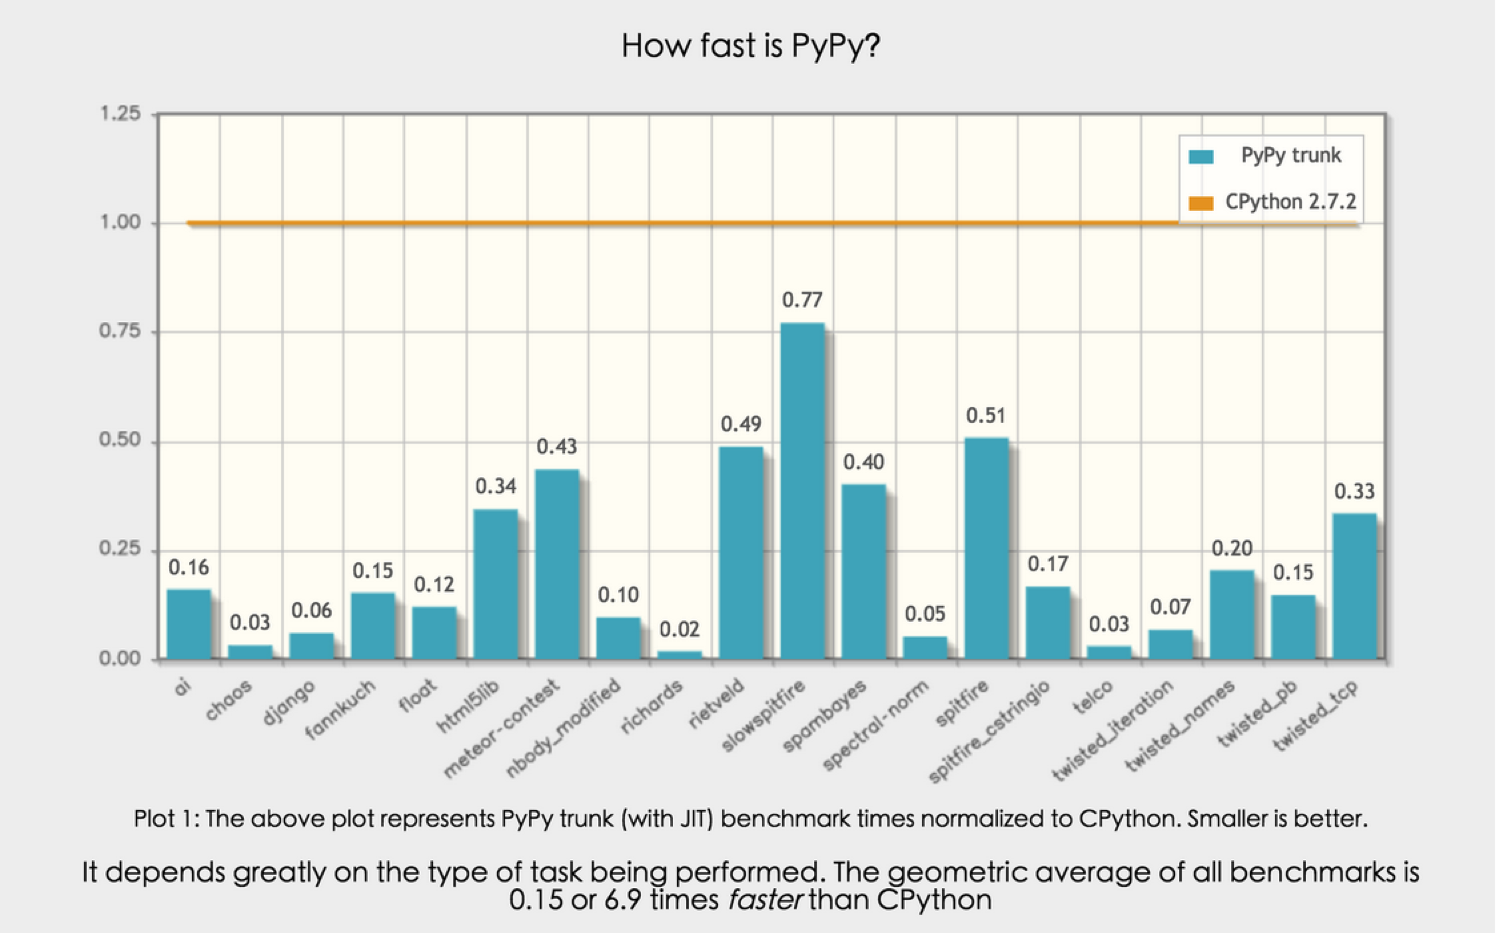 How fast is PyPy?
1.25
1.00
0.75
0.50
0.25
0.00
PyPy trunk
CPython 2.7.2
0.16
0.03
0.06
0.15
0.12
0.34
0.43
0.10
0.02
0.49
0.77
0.40
0.05
0.51
0.17
0.03
0.07
0.20
0.15
0.33
ai
chaos
django
fannkuch
float
html5lib
meteor-contest
nbody_modified
richards
rietveld
slowspitfire
spambayes
spectral-norm
spitfire
spitfire_cstringio
telco
twisted_iteration
twisted_names
twisted_pb
twisted_tcp
Plot 1: The above plot represents PyPy trunk (with JIT) benchmark times normalized to CPython. Smaller is better.
It depends greatly on the type of task being performed. The geometric average of all benchmarks is
0.15 or 6.9 times faster than CPython